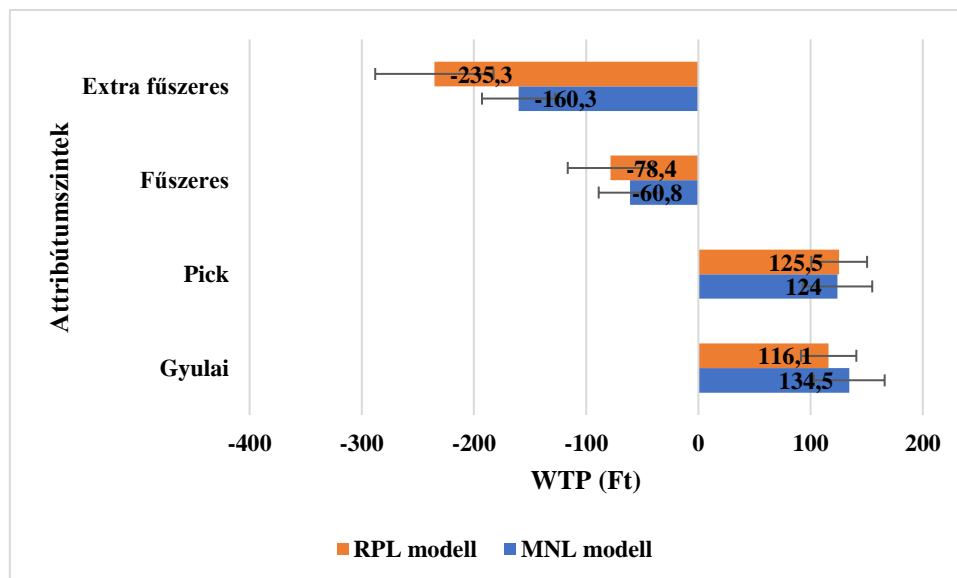 Attribútumszintek
Extra fűszeres
-235,3
-160,3
Fűszeres
-78,4
-60,8
Pick
125,5
124
Gyulai
116,1
134,5
-400 -300 -200 -100 0 100 200
WTP (Ft)
RPL modell MNL modell